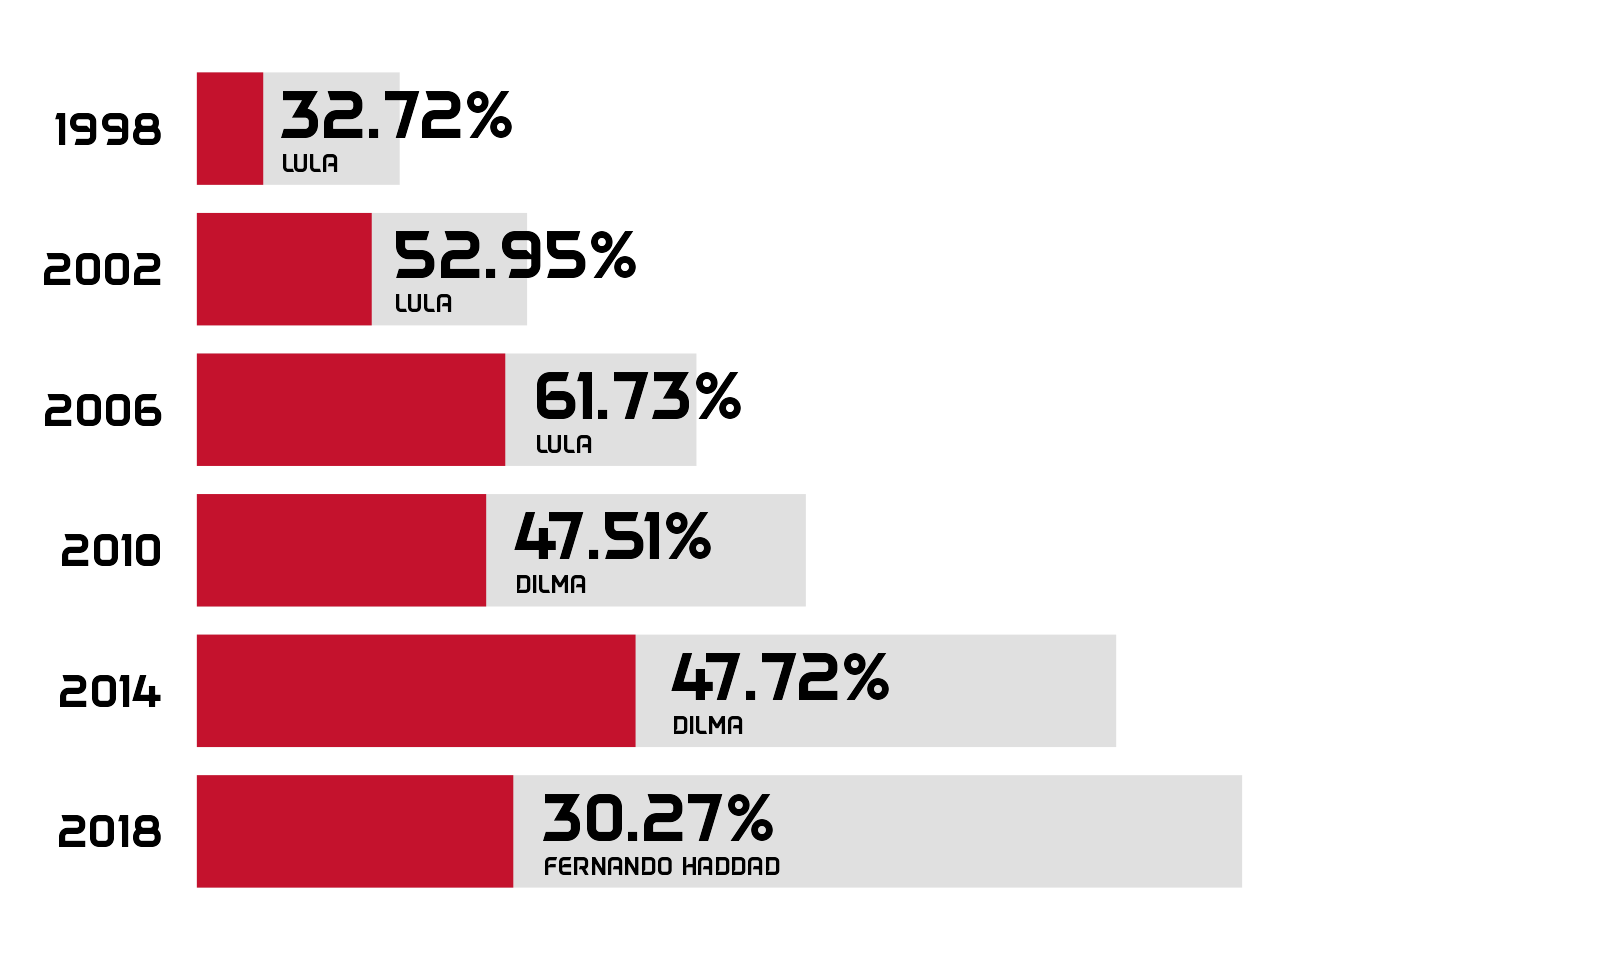 1998
32.72%
LULA
2002
52.95%
LULA
2006
61.73%
LULA
2010
47.51%
DILMA
2014
47.72%
DILMA
2018
30.27%
FERNANDO HADDAD